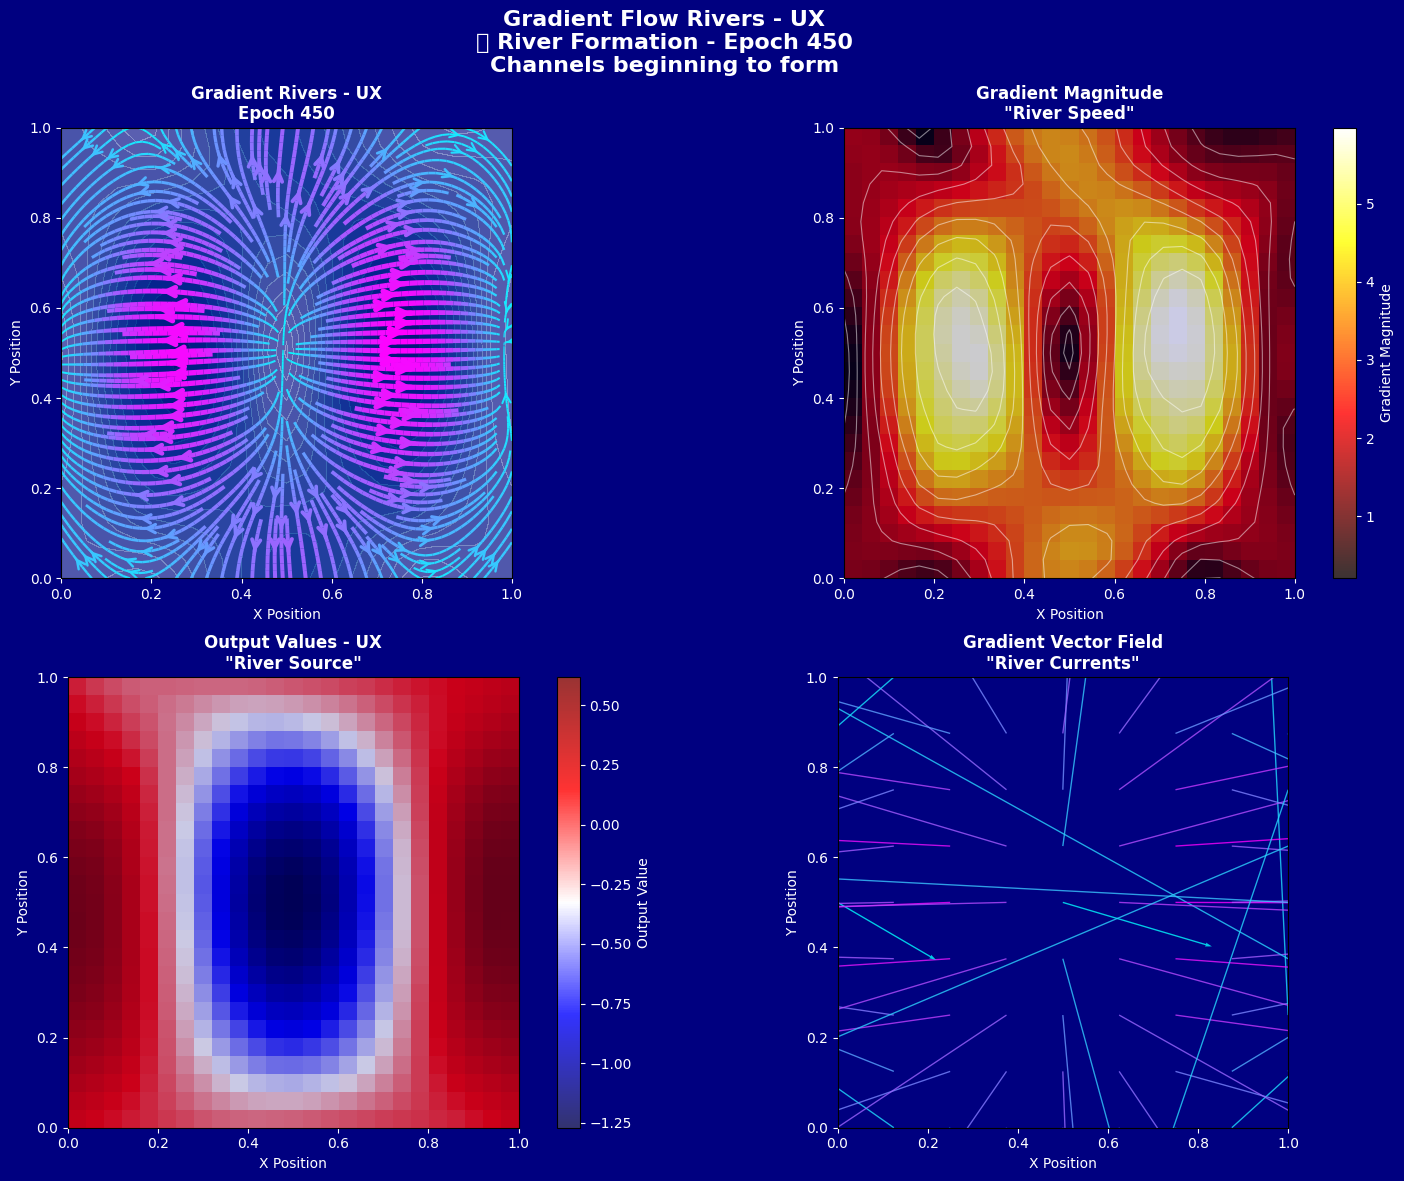 Gradient Flow Rivers - UX
▯ River Formation - Epoch 450
Channels beginning to form
Gradient Rivers - UX
Epoch 450
1.0
0.8
0.6
0.4
0.2
0.0
Y Position
0.0 0.2 0.4 0.6 0.8 1.0
X Position
Gradient Magnitude
"River Speed"
1.0
0.8
0.6
0.4
0.2
0.0
Y Position
0.0 0.2 0.4 0.6 0.8 1.0
X Position
5
4
3
2
1
Gradient Magnitude
Output Values - UX
"River Source"
1.0
0.8
0.6
0.4
0.2
0.0
Y Position
0.0 0.2 0.4 0.6 0.8 1.0
X Position
0.50
0.25
0.00
−0.25
−0.50
−0.75
−1.00
−1.25
Output Value
Gradient Vector Field
"River Currents"
1.0
0.8
0.6
0.4
0.2
0.0
Y Position
0.0 0.2 0.4 0.6 0.8 1.0
X Position